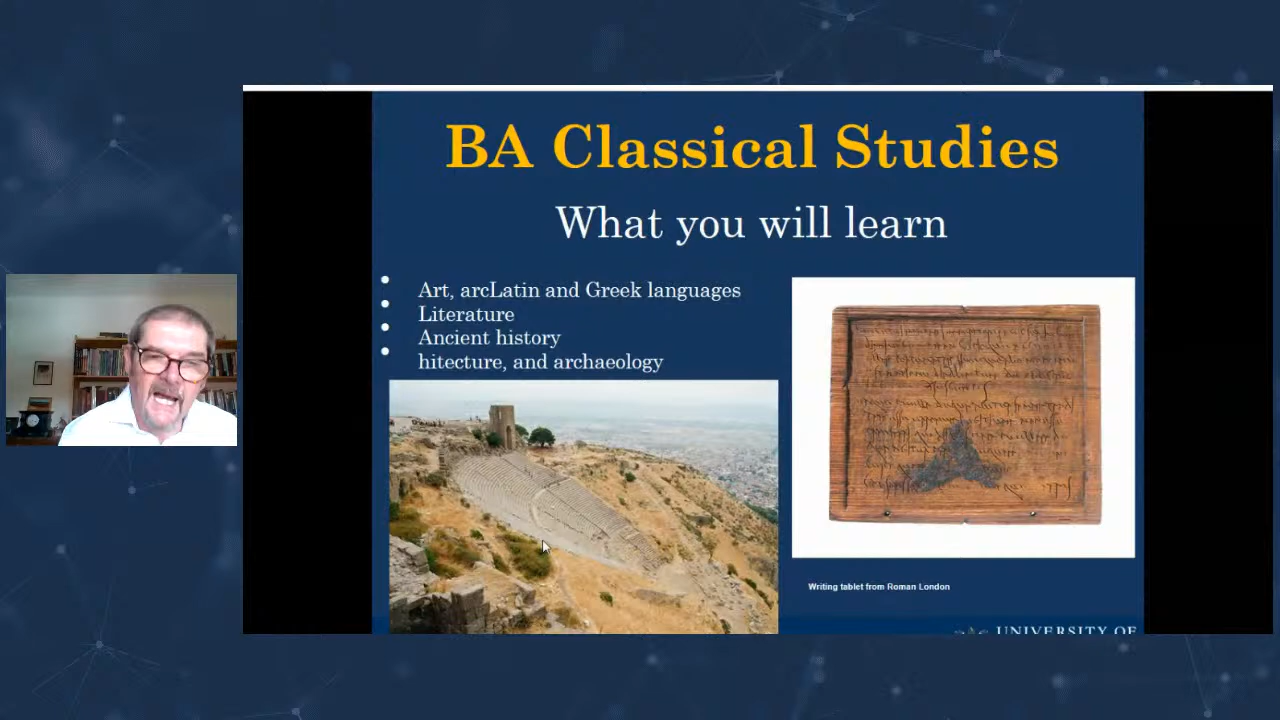 BA Classical Studies
What you will learn
Art, arcLatin and Greek languages
Literature
Ancient history
hitecture, and archaeology
Writing tablet from Roman London
UNIVERSITY OF